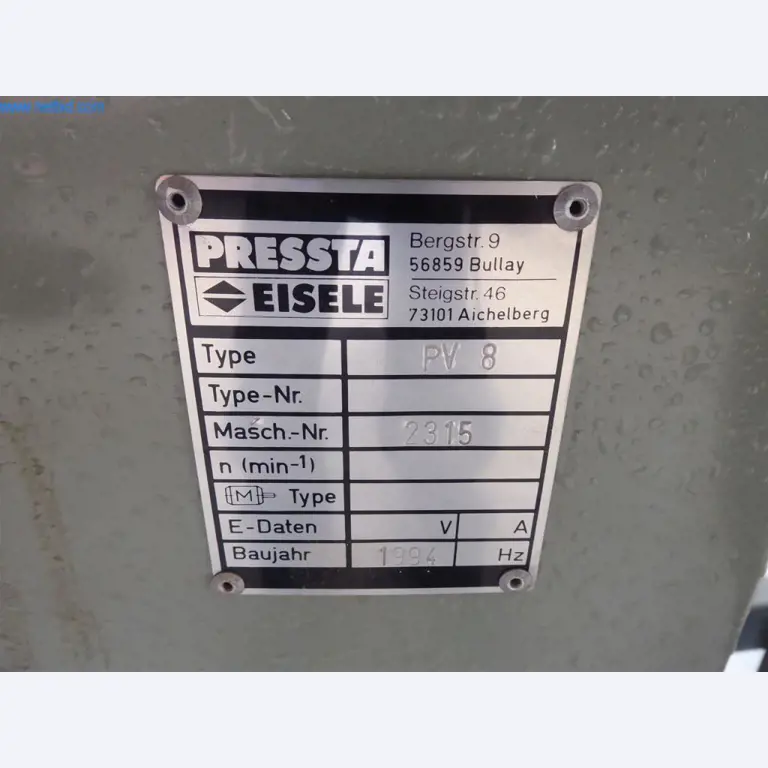 PRESSTA
EISELE
Bergstr. 9
56859 Bullay
Steigstr. 46
73101 Aichelberg
Type PV 8
Type-Nr.
Masch.-Nr. 2315
n (min-1)
M Type
E-Daten V A
Baujahr 1994 Hz